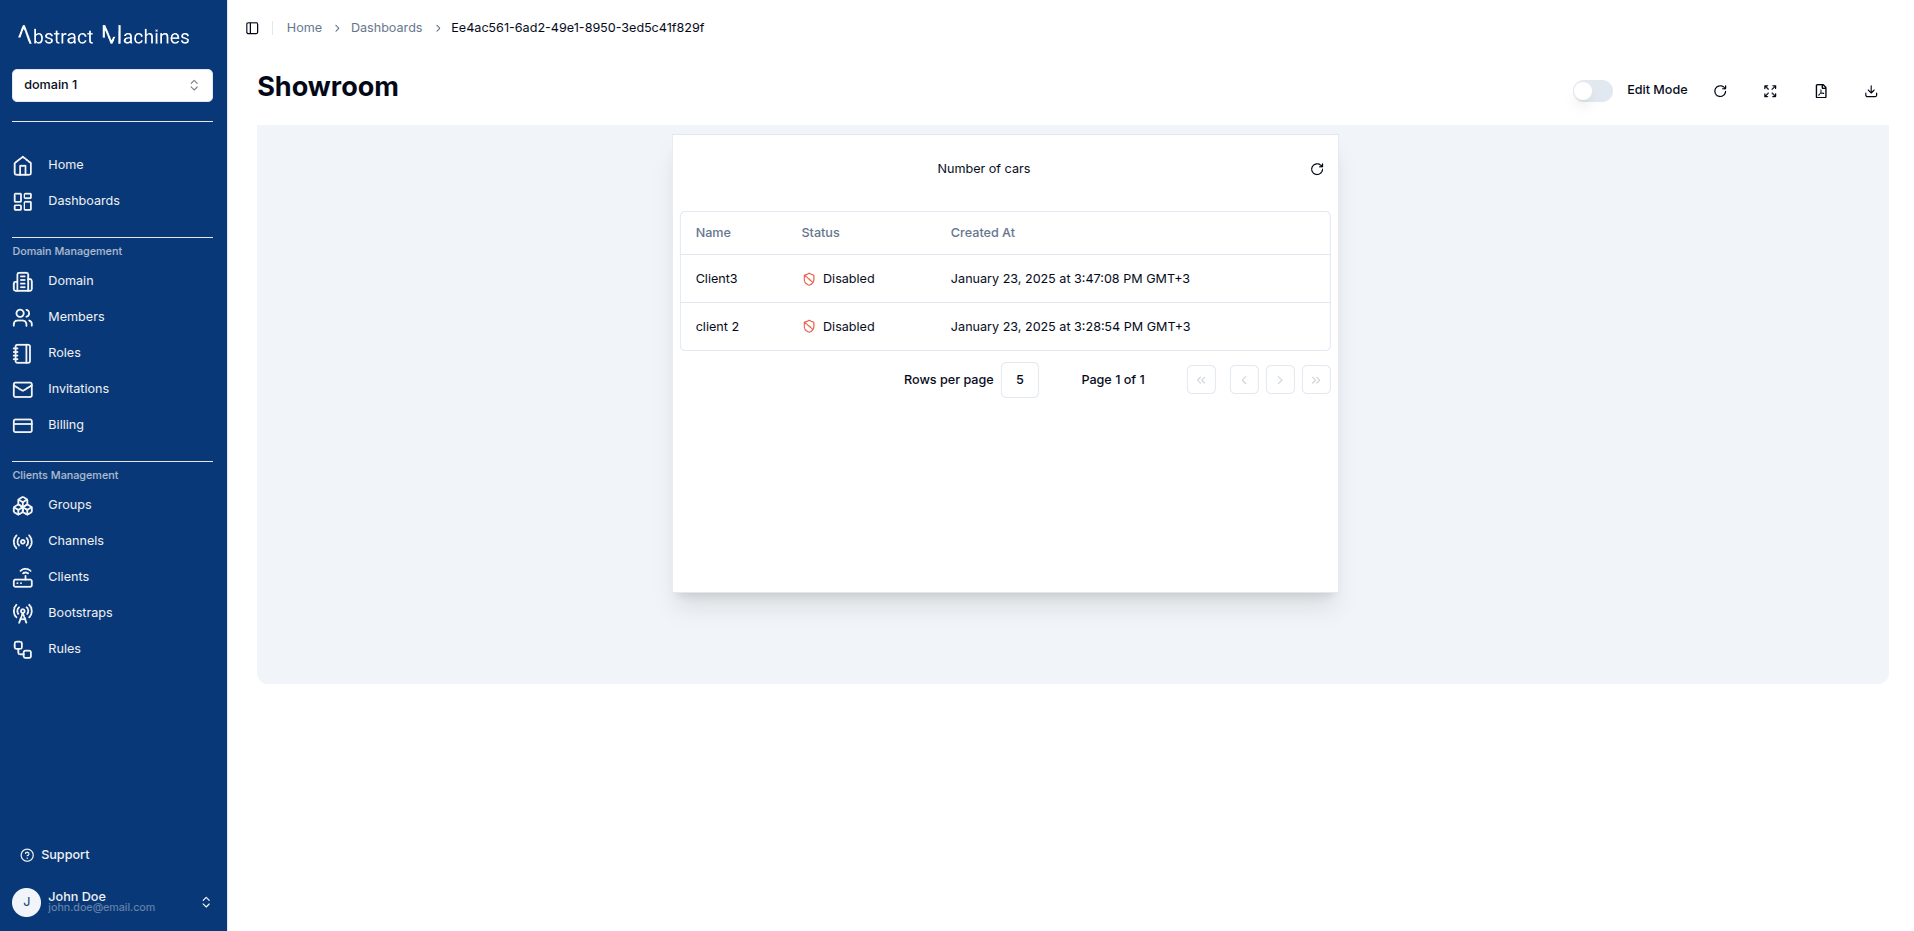 Abstract Machines
domain 1
Home
Dashboards
Domain Management
Domain
Members
Roles
Invitations
Billing
Clients Management
Groups
Channels
Clients
Bootstraps
Rules
Support
J
John Doe
john.doe@email.com
Home > Dashboards > Ee4ac561-6ad2-49e1-8950-3ed5c41f829f
Showroom
Edit Mode
Number of cars
Name Status Created At
Client3 Disabled January 23, 2025 at 3:47:08 PM GMT+3
client 2 Disabled January 23, 2025 at 3:28:54 PM GMT+3
Rows per page 5 Page 1 of 1